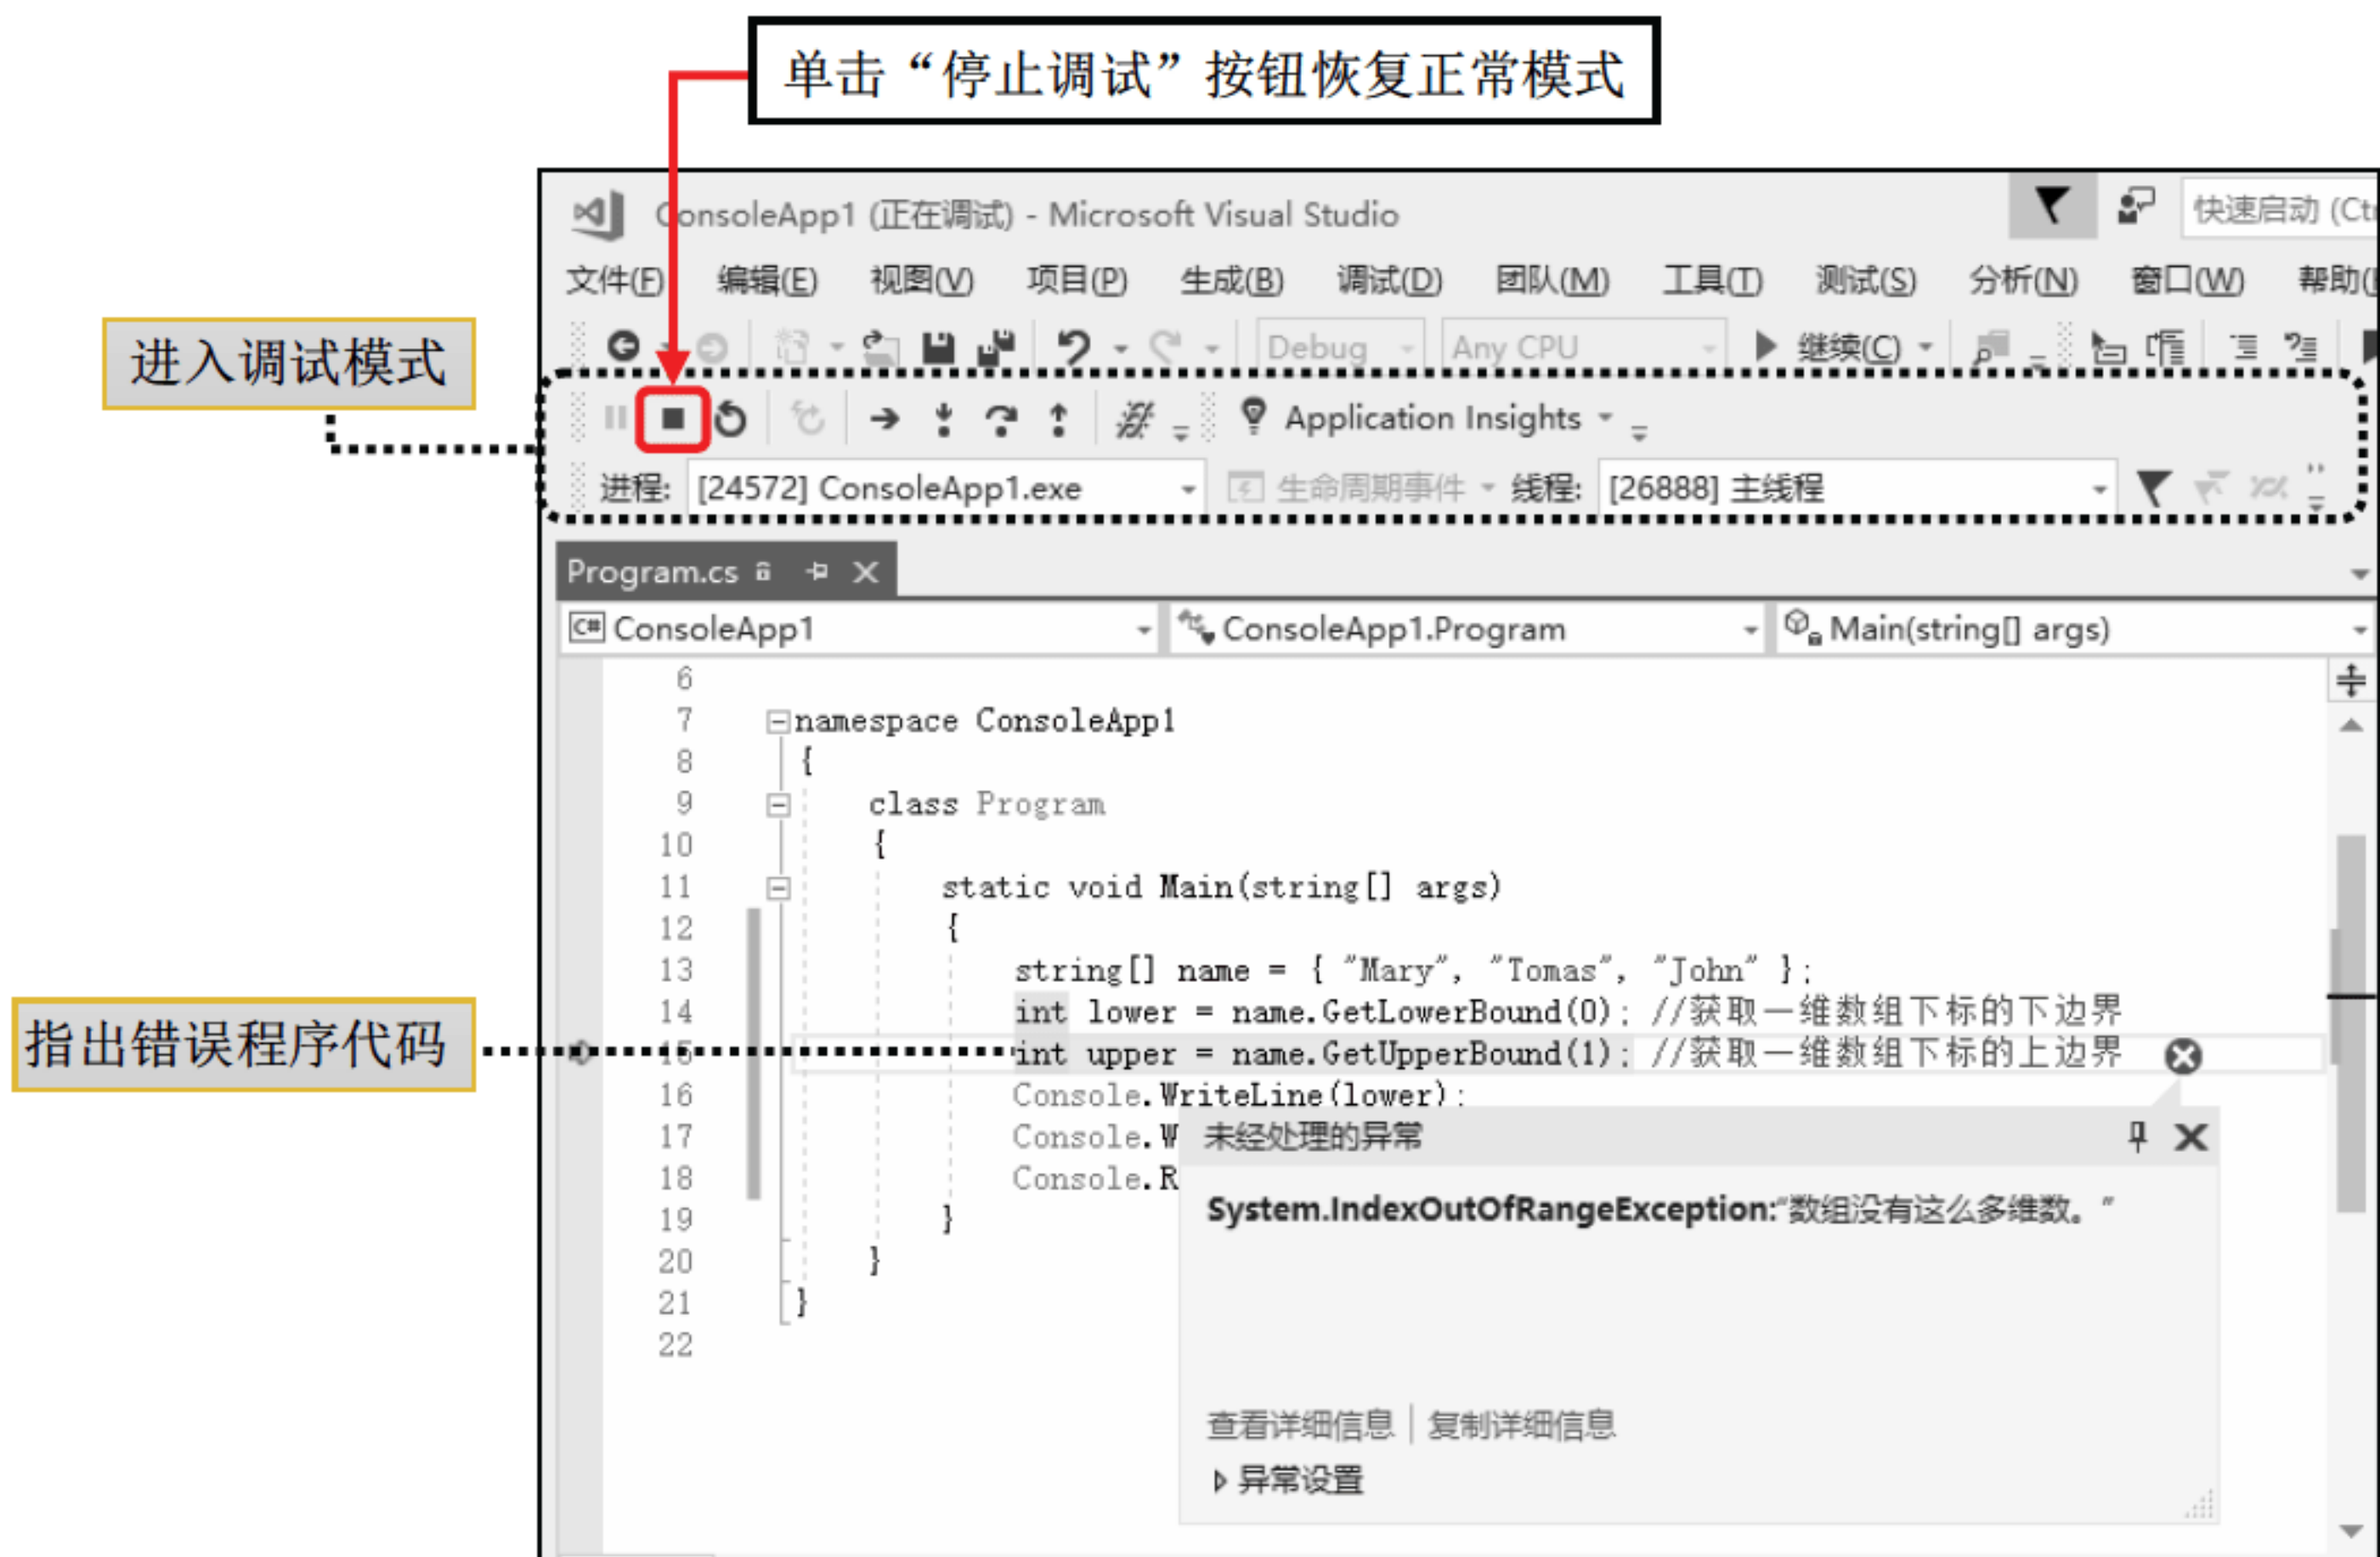 单击“停止调试”按钮恢复正常模式
ConsoleApp1 (正在调试) - Microsoft Visual Studio
快速启动 (Ct
文件(F) 编辑(E) 视图(V) 项目(P) 生成(B) 调试(D) 团队(M) 工具(T) 测试(S) 分析(N) 窗口(W) 帮助(
Debug Any CPU 继续(C)
进入调试模式
Application Insights
进程: [24572] ConsoleApp1.exe 生命周期事件 线程: [26888] 主线程
Program.cs
C# ConsoleApp1 ConsoleApp1.Program Main(string[] args)
6
7 namespace ConsoleApp1
8 {
9 class Program
10 {
11 static void Main(string[] args)
12 {
13 string[] name = { "Mary", "Tomas", "John" };
14 int lower = name.GetLowerBound(0); //获取一维数组下标的下边界
指出错误程序代码
15 int upper = name.GetUpperBound(1); //获取一维数组下标的上边界
16 Console.WriteLine(lower);
17 Console.W
18 Console.R
19 }
20 }
21 }
22
未经处理的异常
System.IndexOutOfRangeException:“数组没有这么多维数。”
查看详细信息 | 复制详细信息
异常设置